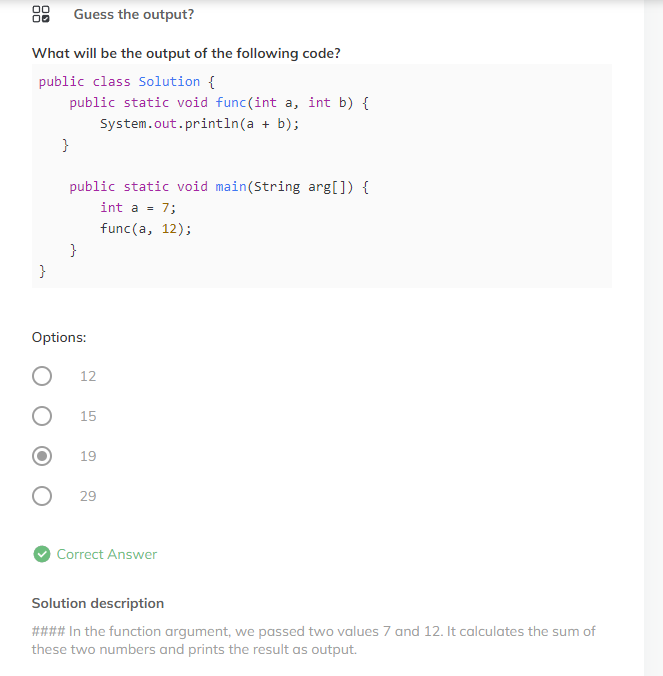 Guess the output?
What will be the output of the following code?
public class Solution {
    public static void func(int a, int b) {
        System.out.println(a + b);
   }

    public static void main(String arg[]) {
        int a = 7;
        func(a, 12);
    }
}
Options:
12
15
19
29
Correct Answer
Solution description
#### In the function argument, we passed two values 7 and 12. It calculates the sum of
these two numbers and prints the result as output.